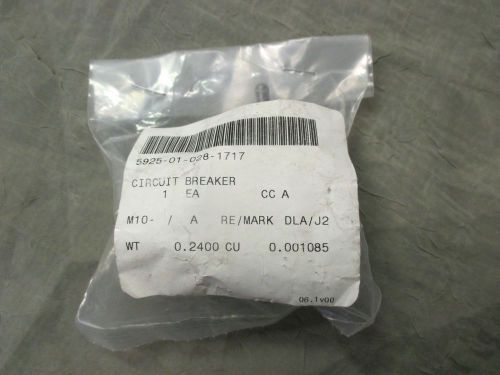 5925-01-028-1717
CIRCUIT BREAKER
1 EA CC A
M10- / A RE/MARK DLA/J2
WT 0.2400 CU 0.001085
06.1v00